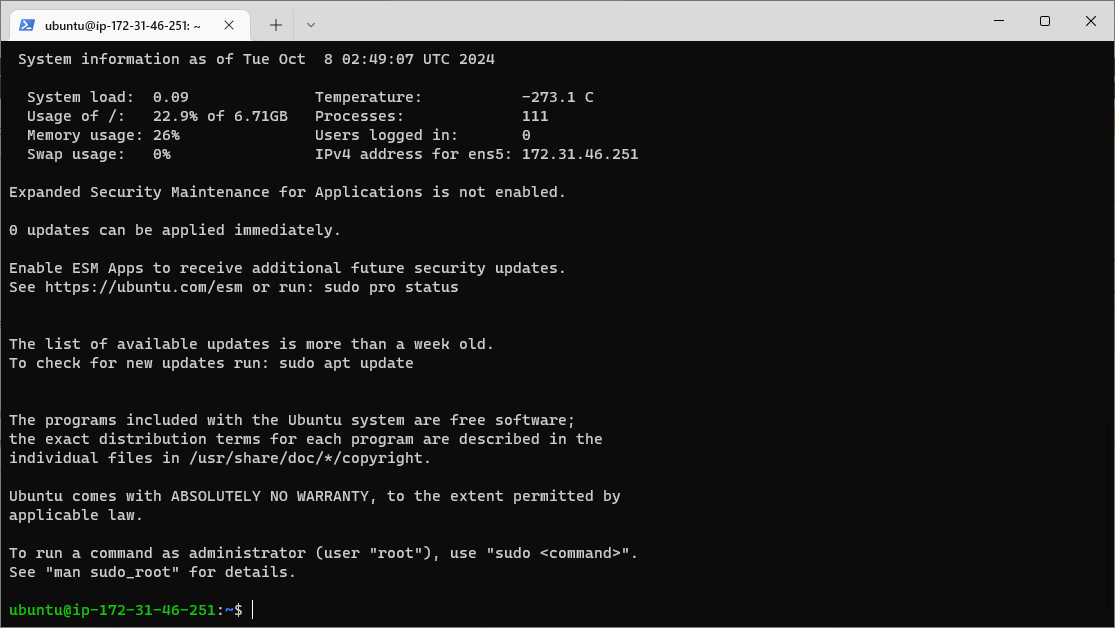 ubuntu@ip-172-31-46-251: ~
System information as of Tue Oct  8 02:49:07 UTC 2024
System load:  0.09              Temperature:           -273.1 C
Usage of /:   22.9% of 6.71GB   Processes:             111
Memory usage: 26%               Users logged in:       0
Swap usage:   0%                IPv4 address for ens5: 172.31.46.251
Expanded Security Maintenance for Applications is not enabled.
0 updates can be applied immediately.
Enable ESM Apps to receive additional future security updates.
See https://ubuntu.com/esm or run: sudo pro status
The list of available updates is more than a week old.
To check for new updates run: sudo apt update
The programs included with the Ubuntu system are free software;
the exact distribution terms for each program are described in the
individual files in /usr/share/doc/*/copyright.
Ubuntu comes with ABSOLUTELY NO WARRANTY, to the extent permitted by
applicable law.
To run a command as administrator (user "root"), use "sudo <command>".
See "man sudo_root" for details.
ubuntu@ip-172-31-46-251:~$